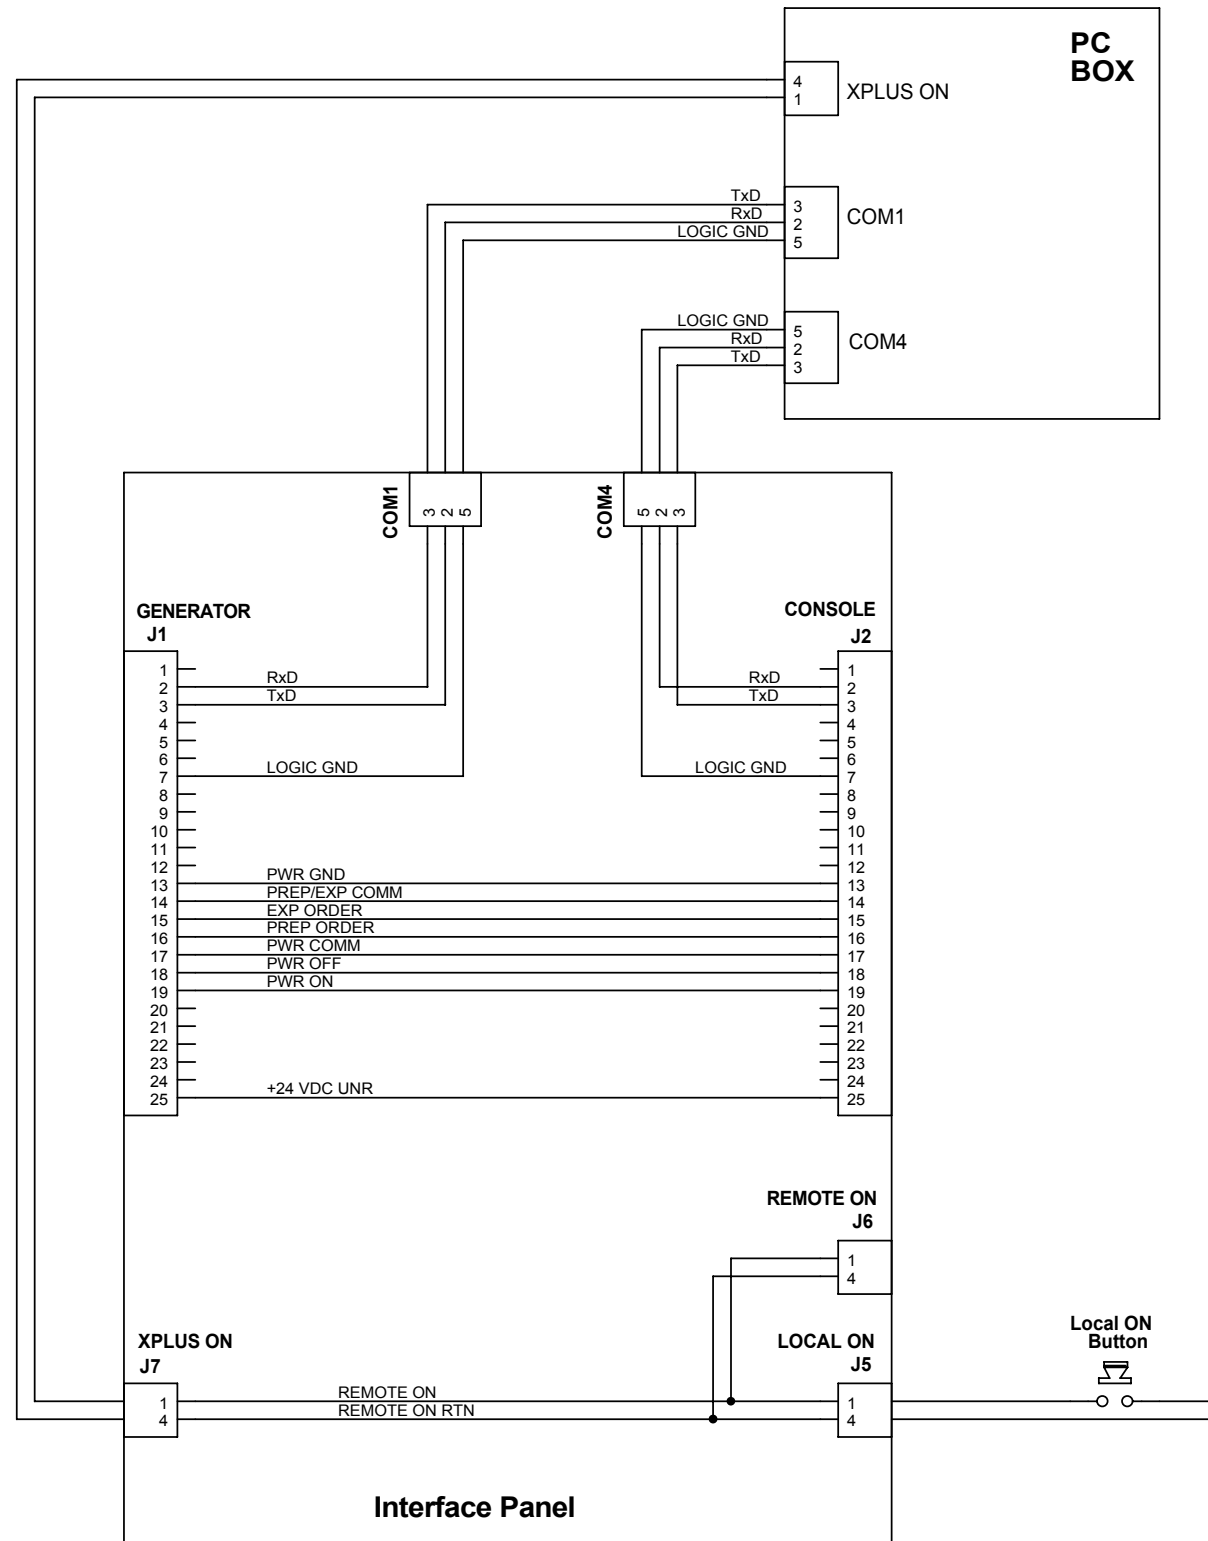 PC
BOX
4
1
XPLUS ON
TxD
RxD
LOGIC GND
3
2
5
COM1
LOGIC GND
RxD
TxD
5
2
3
COM4
COM1
3 2 5
COM4
5 2 3
GENERATOR
J1
CONSOLE
J2
1 1
2 RxD RxD 2
3 TxD TxD 3
4 4
5 5
6 6
7 LOGIC GND LOGIC GND 7
8 8
9 9
10 10
11 11
12 12
13 PWR GND 13
14 PREP/EXP COMM 14
15 EXP ORDER 15
16 PREP ORDER 16
17 PWR COMM 17
18 PWR OFF 18
19 PWR ON 19
20 20
21 21
22 22
23 23
24 24
25 +24 VDC UNR 25
REMOTE ON
J6
1
4
XPLUS ON
J7
LOCAL ON
J5
Local ON
Button
1 REMOTE ON 1
4 REMOTE ON RTN 4
Interface Panel